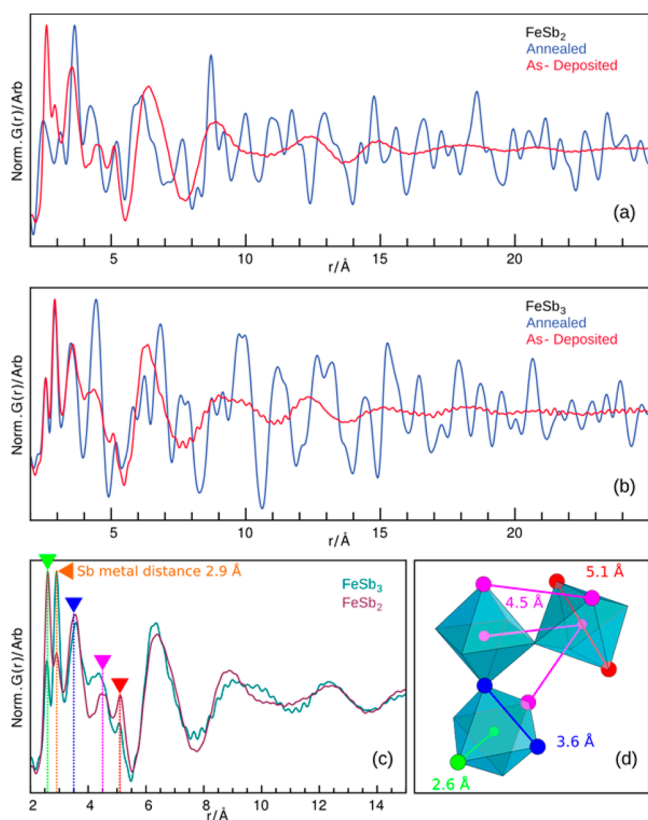 Norm.G(r)/Arb
FeSb₂
Annealed
As- Deposited
(a)
5 10 15 20
r/Å
Norm.G(r)/Arb
FeSb₃
Annealed
As- Deposited
(b)
5 10 15 20
r/Å
Norm.G(r)/Arb
Sb metal distance 2.9 Å
FeSb₃
FeSb₂
(c)
2 4 6 8 10 12 14
r/Å
5.1 Å
4.5 Å
3.6 Å
2.6 Å
(d)